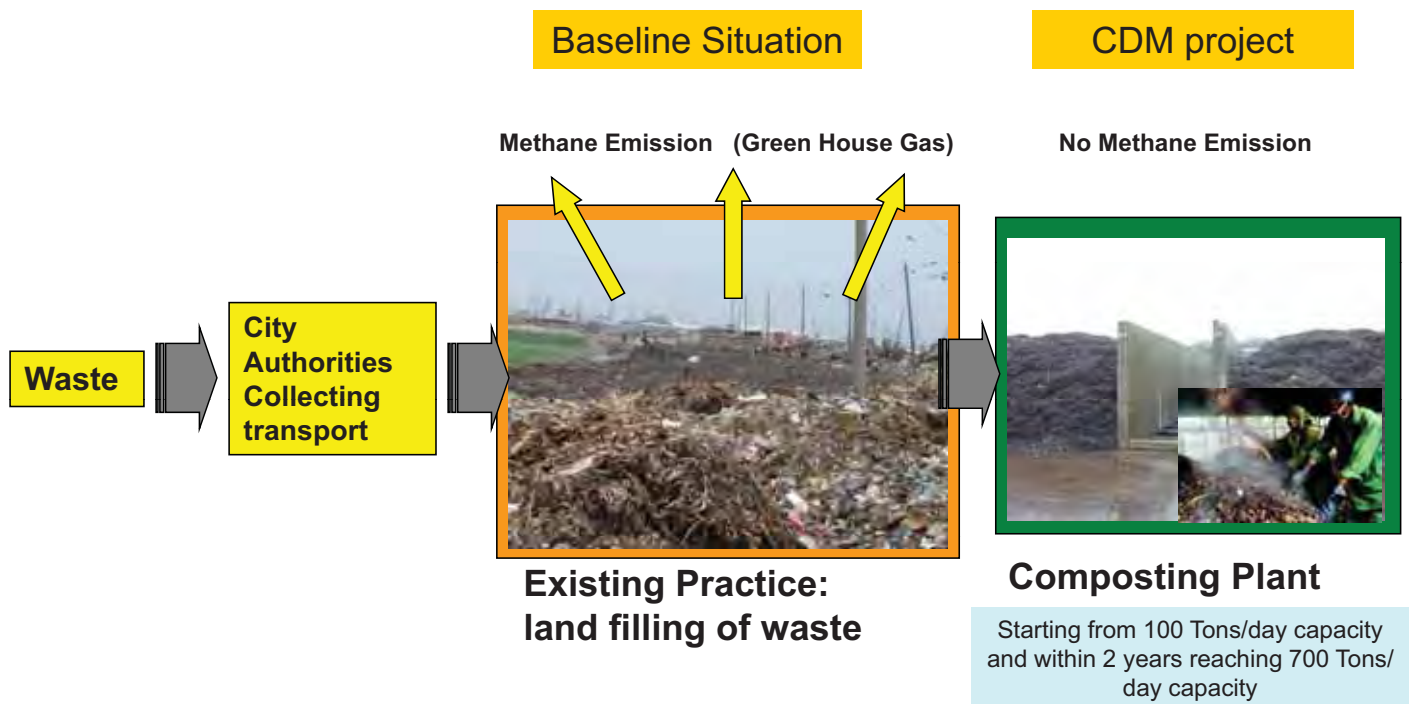 Baseline Situation
CDM project
Methane Emission (Green House Gas)
No Methane Emission
Waste
City
Authorities
Collecting
transport
Existing Practice:
land filling of waste
Composting Plant
Starting from 100 Tons/day capacity
and within 2 years reaching 700 Tons/
day capacity